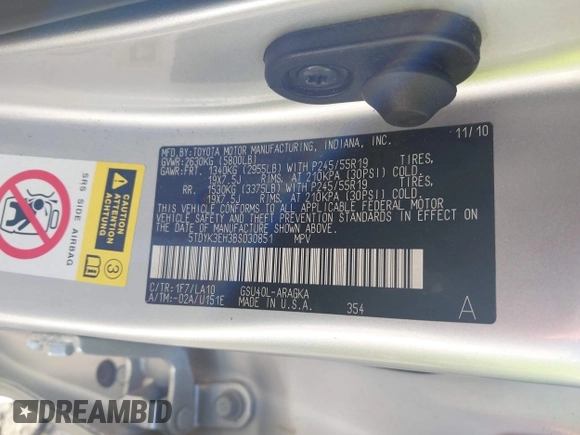 MFD. BY: TOYOTA MOTOR MANUFACTURING, INDIANA, INC. 11/10
GVWR: 2630KG (5800LB)
GAWR: FRT. 1340KG (2955LB) WITH P245/55R19 TIRES,
19X7.5J RIMS, AT 210KPA (30PSI) COLD
RR. 1530KG (3375LB) WITH P245/55R19 TIRES,
19X7.5J RIMS, AT 210KPA (30PSI) COLD.
THIS VEHICLE CONFORMS TO ALL APPLICABLE FEDERAL MOTOR
VEHICLE SAFETY AND THEFT PREVENTION STANDARDS IN EFFECT ON
THE DATE OF MANUFACTURE SHOWN ABOVE.
5TDYK3EH3BS030851 MPV
C/TR: 1F7/LA10 GSU40L-ARAGKA
A/TM:-02A/U151E MADE IN U.S.A. 354 A
SRS SIDE AIRBAG
CAUTION
ACHTUNG
ATTENTION
3
DREAMBID